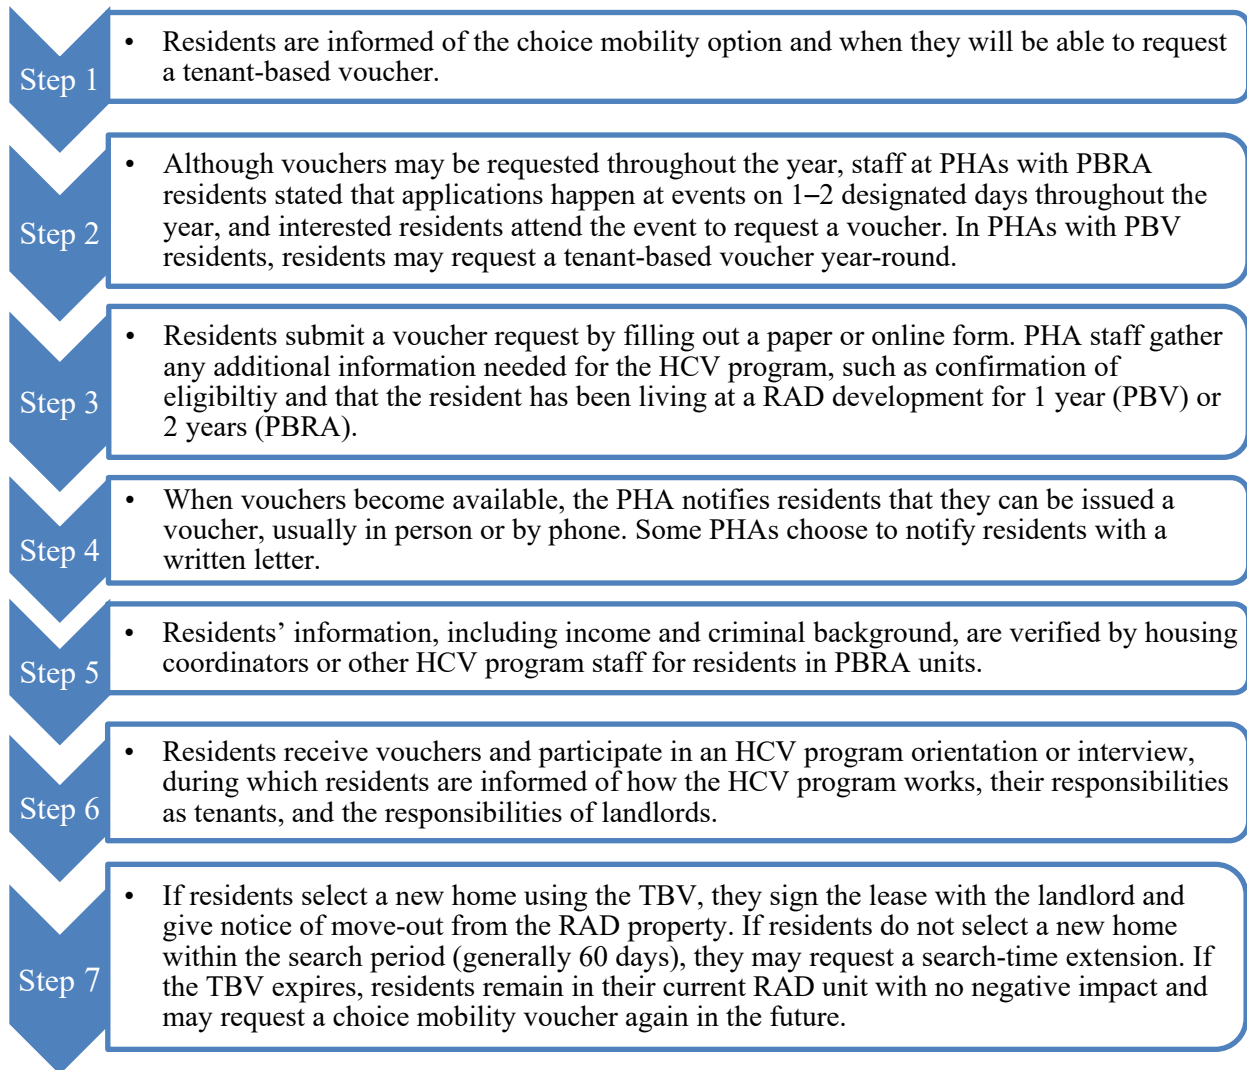 Step 1
• Residents are informed of the choice mobility option and when they will be able to request
a tenant-based voucher.
Step 2
• Although vouchers may be requested throughout the year, staff at PHAs with PBRA
residents stated that applications happen at events on 1–2 designated days throughout the
year, and interested residents attend the event to request a voucher. In PHAs with PBV
residents, residents may request a tenant-based voucher year-round.
Step 3
• Residents submit a voucher request by filling out a paper or online form. PHA staff gather
any additional information needed for the HCV program, such as confirmation of
eligibiltiy and that the resident has been living at a RAD development for 1 year (PBV) or
2 years (PBRA).
Step 4
• When vouchers become available, the PHA notifies residents that they can be issued a
voucher, usually in person or by phone. Some PHAs choose to notify residents with a
written letter.
Step 5
• Residents’ information, including income and criminal background, are verified by housing
coordinators or other HCV program staff for residents in PBRA units.
Step 6
• Residents receive vouchers and participate in an HCV program orientation or interview,
during which residents are informed of how the HCV program works, their responsibilities
as tenants, and the responsibilities of landlords.
Step 7
• If residents select a new home using the TBV, they sign the lease with the landlord and
give notice of move-out from the RAD property. If residents do not select a new home
within the search period (generally 60 days), they may request a search-time extension. If
the TBV expires, residents remain in their current RAD unit with no negative impact and
may request a choice mobility voucher again in the future.